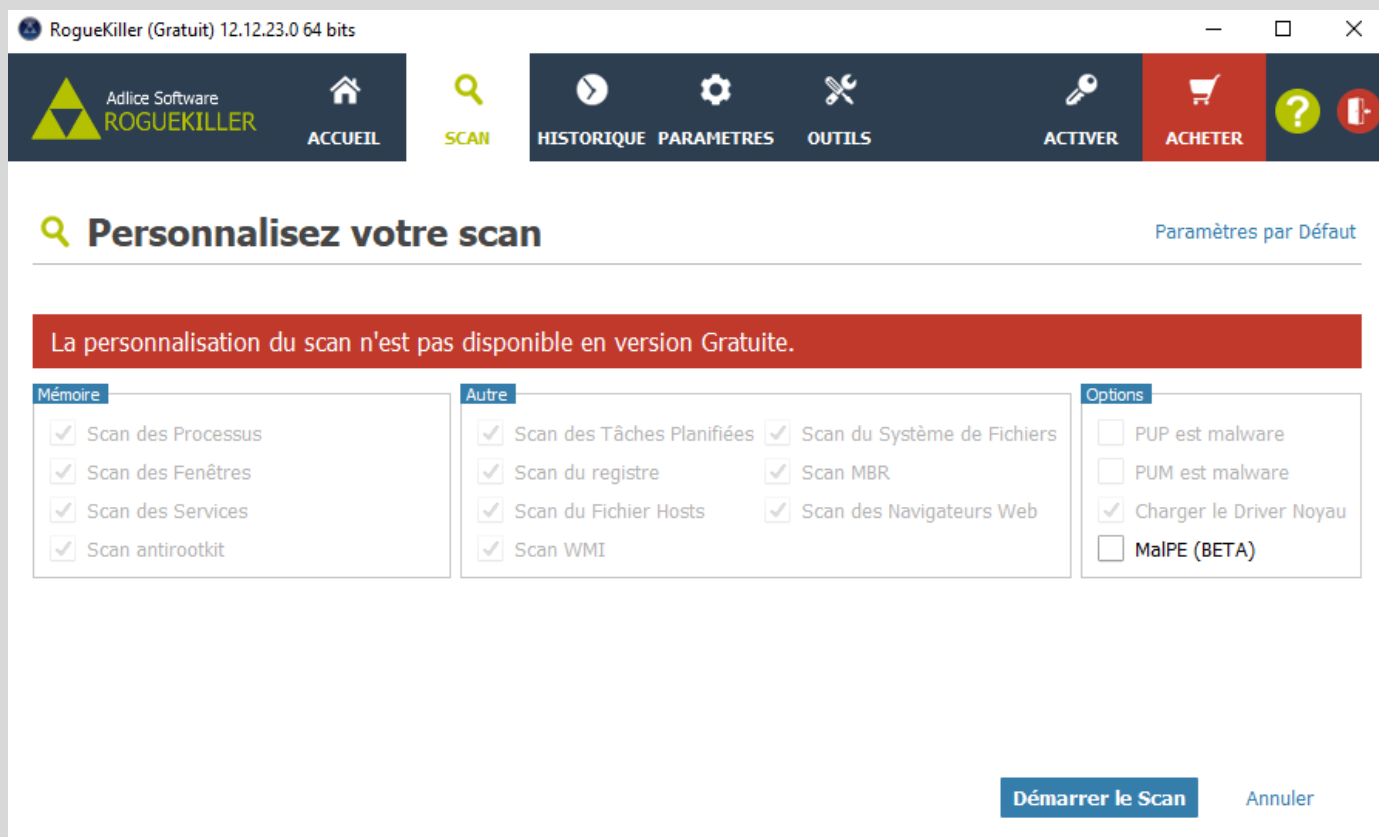 RogueKiller (Gratuit) 12.12.23.0 64 bits
Adlice Software
ROGUEKILLER
ACCUEIL
SCAN
HISTORIQUE
PARAMETRES
OUTILS
ACTIVER
ACHETER
?
Personnalisez votre scan
Paramètres par Défaut
La personnalisation du scan n'est pas disponible en version Gratuite.
Mémoire
Scan des Processus
Scan des Fenêtres
Scan des Services
Scan antirootkit
Autre
Scan des Tâches Planifiées
Scan du registre
Scan du Fichier Hosts
Scan WMI
Scan du Système de Fichiers
Scan MBR
Scan des Navigateurs Web
Options
PUP est malware
PUM est malware
Charger le Driver Noyau
MalPE (BETA)
Démarrer le Scan
Annuler